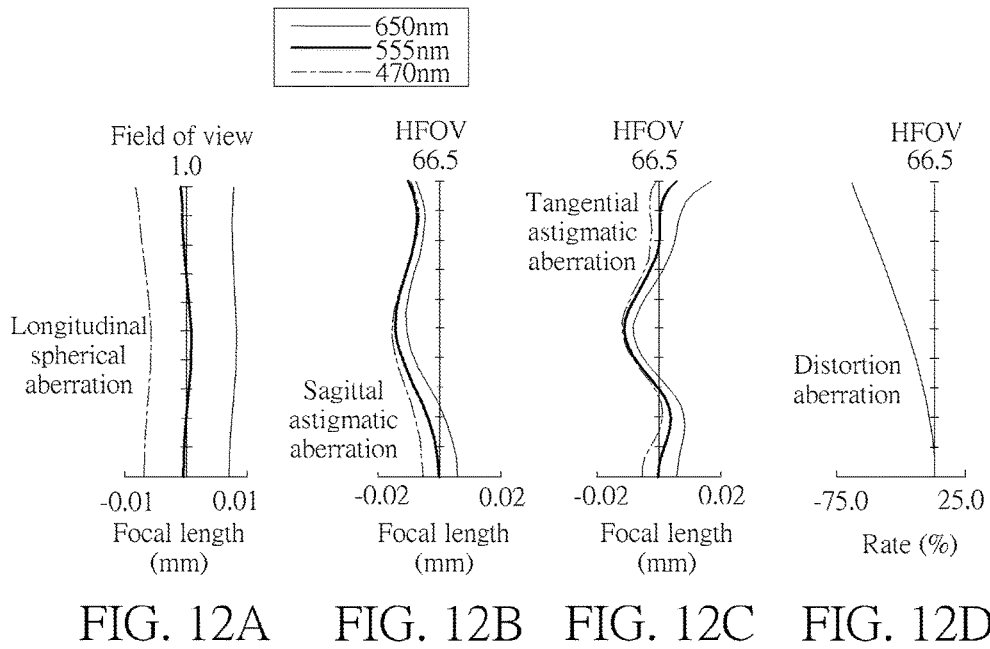 650nm
555nm
470nm
Field of view
1.0
Longitudinal
spherical
aberration
-0.01
0.01
Focal length
(mm)
FIG. 12A
HFOV
66.5
Sagittal
astigmatic
aberration
-0.02
0.02
Focal length
(mm)
FIG. 12B
HFOV
66.5
Tangential
astigmatic
aberration
-0.02
0.02
Focal length
(mm)
FIG. 12C
HFOV
66.5
Distortion
aberration
-75.0
25.0
Rate (%)
FIG. 12D